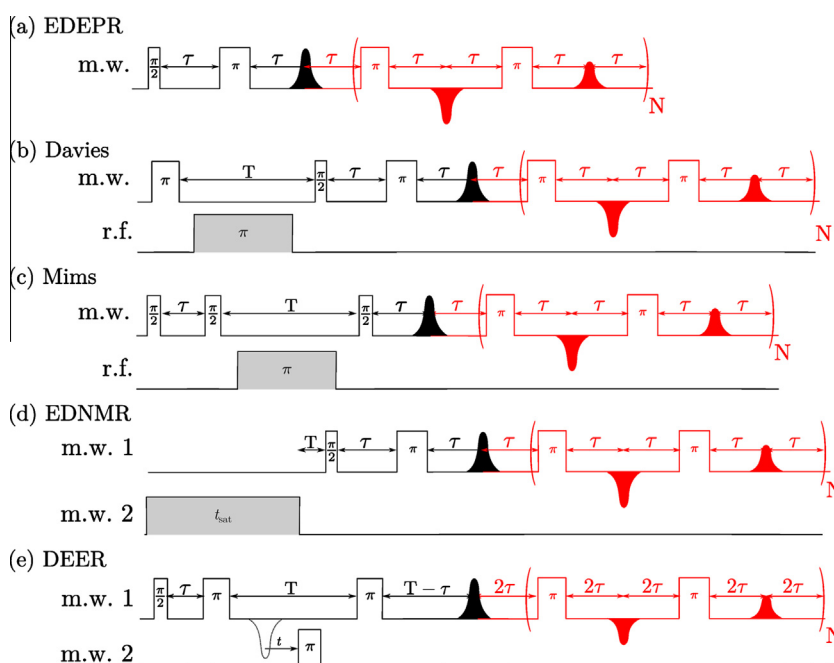 (a) EDEPR
m.w. π/2 τ π τ τ π τ τ π τ τ N
(b) Davies
m.w. π T π/2 τ π τ τ π τ τ π τ τ N
r.f. π
(c) Mims
m.w. π/2 τ π/2 T π/2 τ τ π τ τ π τ τ N
r.f. π
(d) EDNMR
m.w. 1 T π/2 τ π τ τ π τ τ π τ τ N
m.w. 2 t_sat
(e) DEER
m.w. 1 π/2 τ π T π T − τ 2τ π 2τ 2τ π 2τ 2τ N
m.w. 2 t π